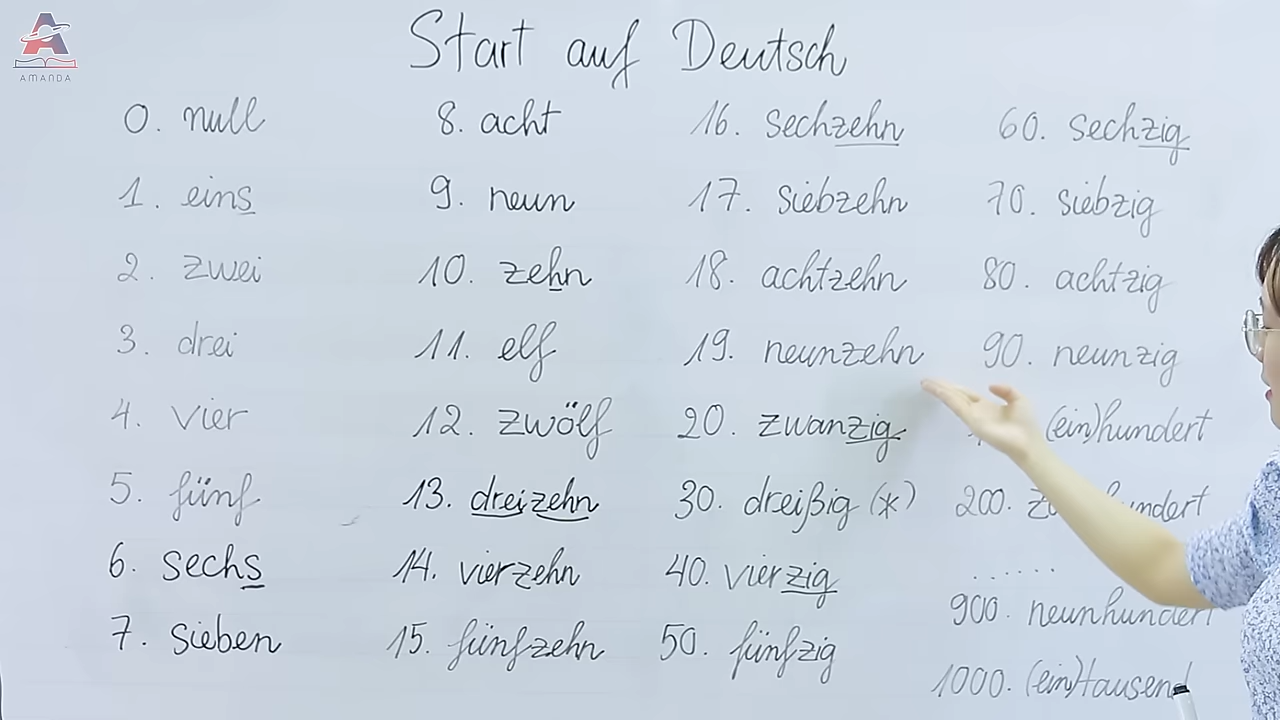 AMANDA
Start auf Deutsch
0. null
1. eins
2. zwei
3. drei
4. vier
5. fünf
6. sechs
7. sieben
8. acht
9. neun
10. zehn
11. elf
12. zwölf
13. dreizehn
14. vierzehn
15. fünfzehn
16. sechzehn
17. siebzehn
18. achtzehn
19. neunzehn
20. zwanzig
30. dreißig (*)
40. vierzig
50. fünfzig
60. sechzig
70. siebzig
80. achtzig
90. neunzig
(ein)hundert
200.
......
900. neunhundert
1000. (ein)tausend